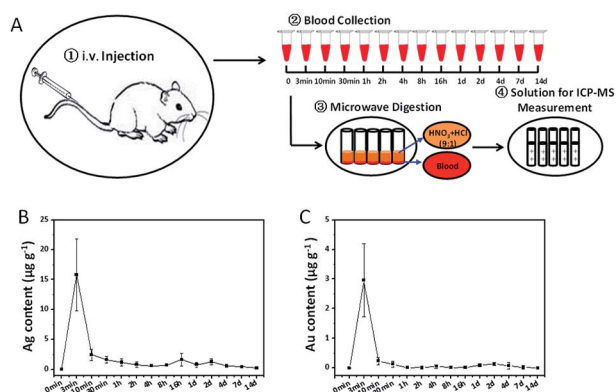 A
① i.v. Injection
② Blood Collection
0 3min 10min 30min 1h 2h 4h 8h 16h 1d 2d 4d 7d 14d
③ Microwave Digestion
HNO₃+HCl
(9:1)
Blood
④ Solution for ICP-MS
Measurement
B
Ag content (µg g⁻¹)
25
20
15
10
5
0
0min 3min 10min 30min 1h 2h 4h 8h 16h 1d 2d 4d 7d 14d
C
Au content (µg g⁻¹)
5
4
3
2
1
0
0min 3min 10min 30min 1h 2h 4h 8h 16h 1d 2d 4d 7d 14d